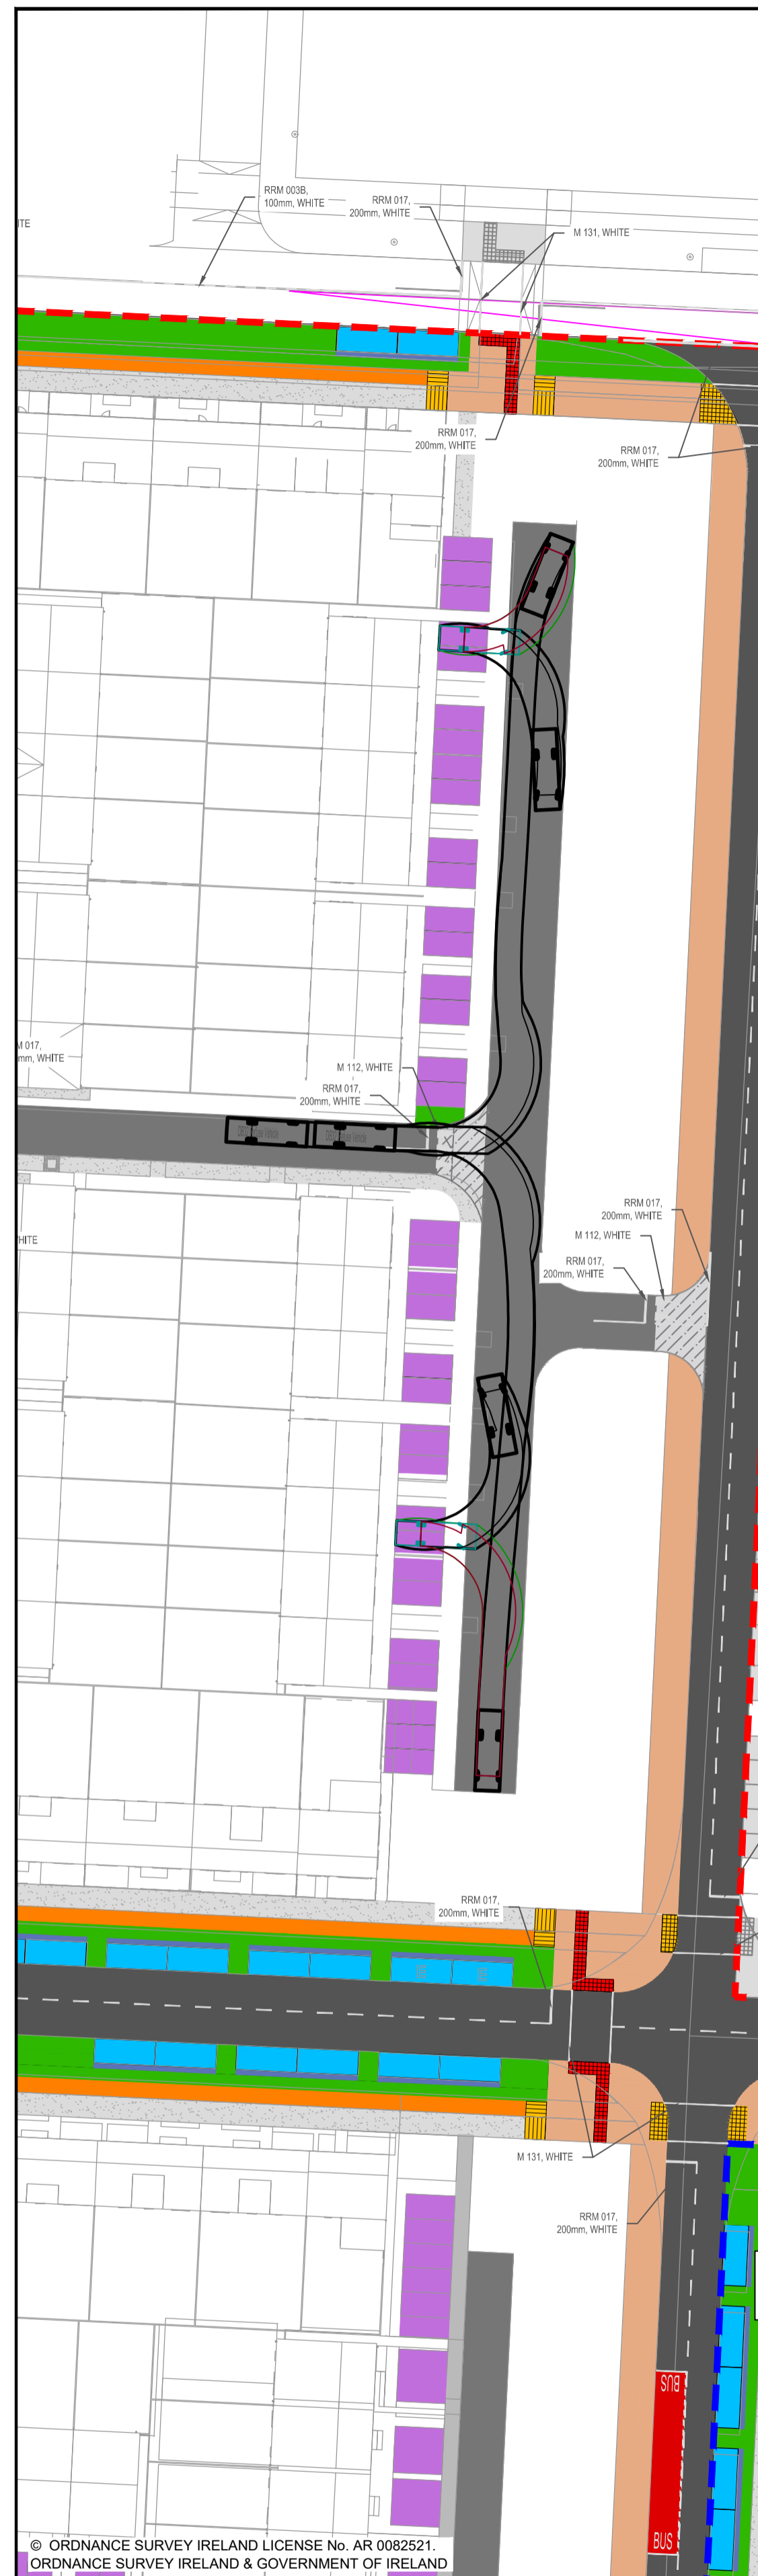 RRM 003B,
100mm, WHITE
RRM 017,
200mm, WHITE
M 131, WHITE
ITE
RRM 017,
200mm, WHITE
RRM 017,
200mm, WHITE
M 017,
mm, WHITE
M 112, WHITE
RRM 017,
200mm, WHITE
RRM 017,
200mm, WHITE
HITE
M 112, WHITE
RRM 017,
200mm, WHITE
RRM 017,
200mm, WHITE
M 131, WHITE
RRM 017,
200mm, WHITE
BUS
BUS
© ORDNANCE SURVEY IRELAND LICENSE No. AR 0082521.
ORDNANCE SURVEY IRELAND & GOVERNMENT OF IRELAND